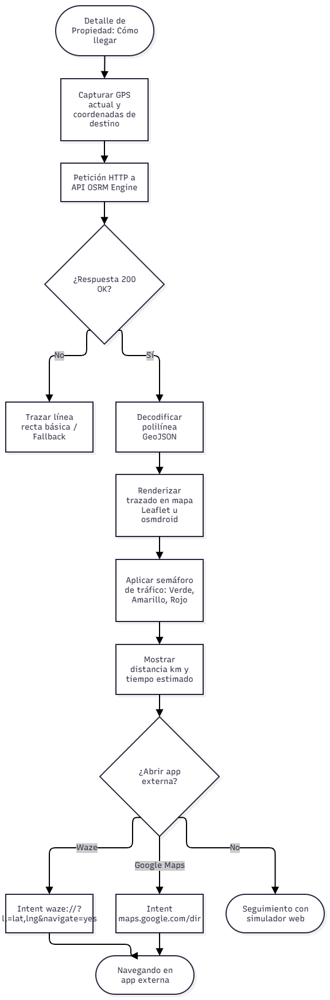 Detalle de
Propiedad: Cómo
llegar
Capturar GPS
actual y
coordenadas de
destino
Petición HTTP a
API OSRM Engine
¿Respuesta 200
OK?
No
Sí
Trazar línea
recta básica /
Fallback
Decodificar
polilínea
GeoJSON
Renderizar
trazado en mapa
Leaflet u
osmdroid
Aplicar semáforo
de tráfico: Verde,
Amarillo, Rojo
Mostrar
distancia km y
tiempo estimado
¿Abrir app
externa?
Waze
Google Maps
No
Intent waze://?
ll=lat,lng&navigate=yes
Intent
maps.google.com/dir
Seguimiento con
simulador web
Navegando en
app externa